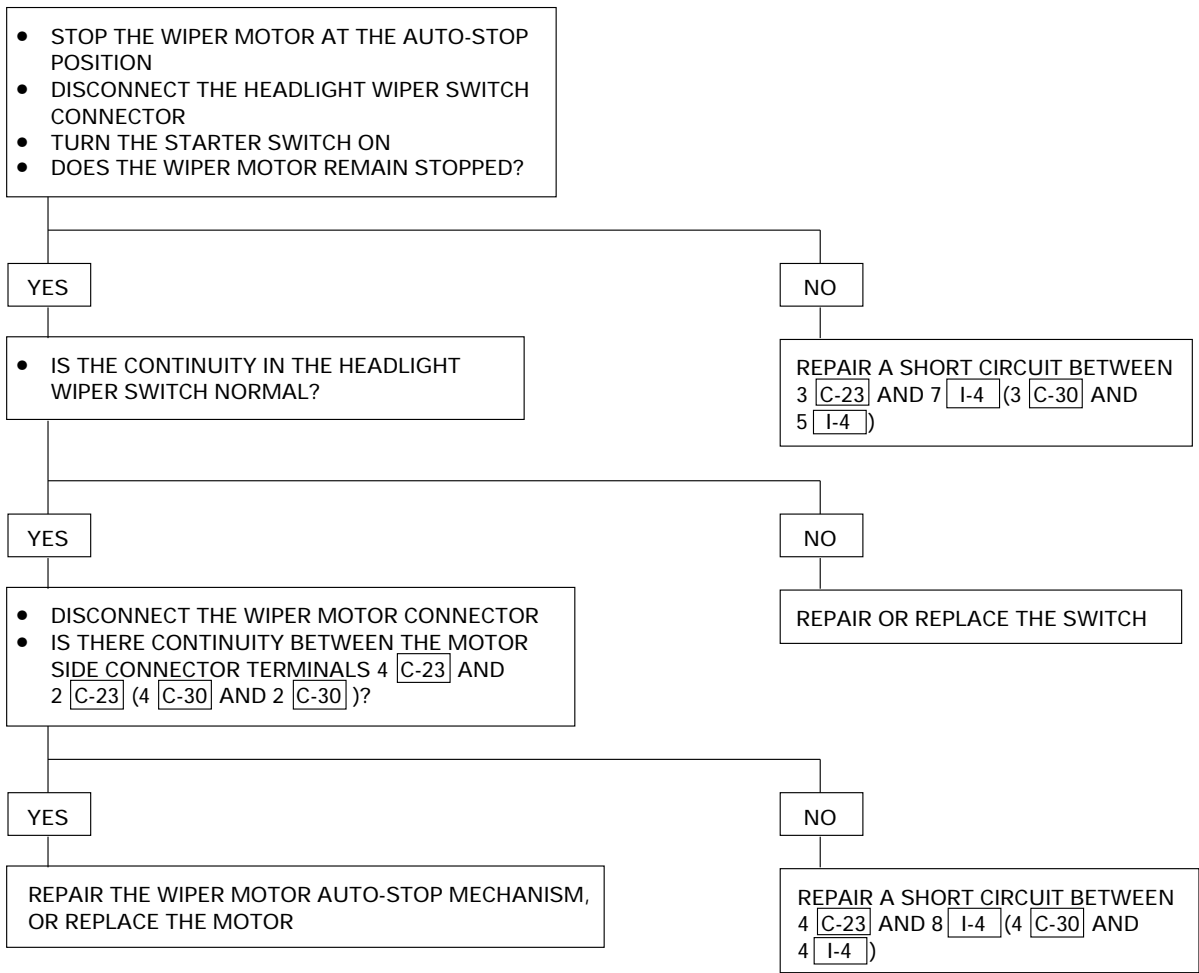 • STOP THE WIPER MOTOR AT THE AUTO-STOP
POSITION
• DISCONNECT THE HEADLIGHT WIPER SWITCH
CONNECTOR
• TURN THE STARTER SWITCH ON
• DOES THE WIPER MOTOR REMAIN STOPPED?
YES
NO
• IS THE CONTINUITY IN THE HEADLIGHT
WIPER SWITCH NORMAL?
REPAIR A SHORT CIRCUIT BETWEEN
3 C-23 AND 7 I-4 (3 C-30 AND
5 I-4 )
YES
NO
• DISCONNECT THE WIPER MOTOR CONNECTOR
• IS THERE CONTINUITY BETWEEN THE MOTOR
SIDE CONNECTOR TERMINALS 4 C-23 AND
2 C-23 (4 C-30 AND 2 C-30 )?
REPAIR OR REPLACE THE SWITCH
YES
NO
REPAIR THE WIPER MOTOR AUTO-STOP MECHANISM,
OR REPLACE THE MOTOR
REPAIR A SHORT CIRCUIT BETWEEN
4 C-23 AND 8 I-4 (4 C-30 AND
4 I-4 )